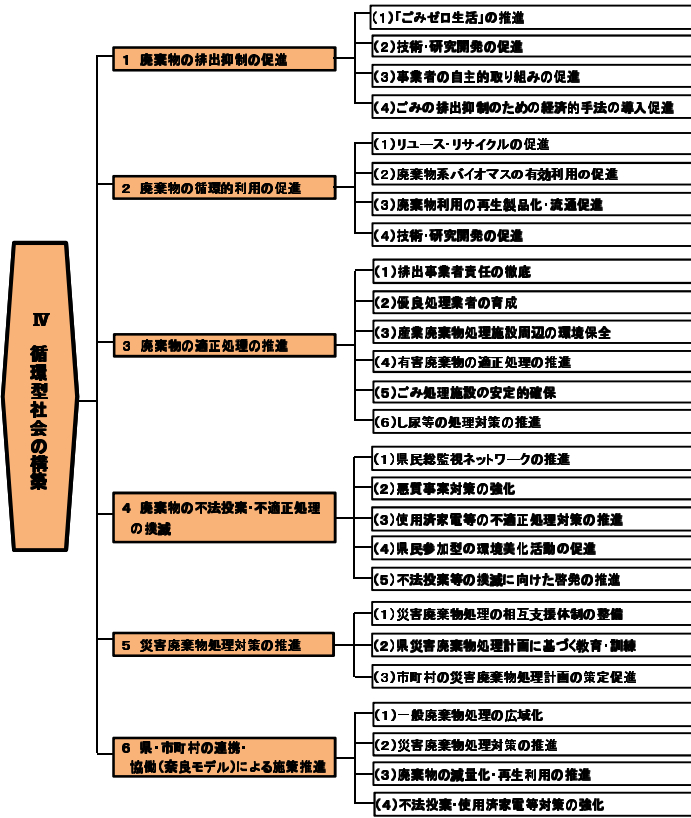 Ⅳ 循環型社会の構築
1 廃棄物の排出抑制の促進
(1)「ごみゼロ生活」の推進
(2)技術・研究開発の促進
(3)事業者の自主的取り組みの促進
(4)ごみの排出抑制のための経済的手法の導入促進
2 廃棄物の循環的利用の促進
(1)リユース・リサイクルの促進
(2)廃棄物系バイオマスの有効利用の促進
(3)廃棄物利用の再生製品化・流通促進
(4)技術・研究開発の促進
3 廃棄物の適正処理の推進
(1)排出事業者責任の徹底
(2)優良処理業者の育成
(3)産業廃棄物処理施設周辺の環境保全
(4)有害廃棄物の適正処理の推進
(5)ごみ処理施設の安定的確保
(6)し尿等の処理対策の推進
4 廃棄物の不法投棄・不適正処理
の撲滅
(1)県民総監視ネットワークの推進
(2)悪質事案対策の強化
(3)使用済家電等の不適正処理対策の推進
(4)県民参加型の環境美化活動の促進
(5)不法投棄等の撲滅に向けた啓発の推進
5 災害廃棄物処理対策の推進
(1)災害廃棄物処理の相互支援体制の整備
(2)県災害廃棄物処理計画に基づく教育・訓練
(3)市町村の災害廃棄物処理計画の策定促進
6 県・市町村の連携・
協働(奈良モデル)による施策推進
(1)一般廃棄物処理の広域化
(2)災害廃棄物処理対策の推進
(3)廃棄物の減量化・再生利用の推進
(4)不法投棄・使用済家電等対策の強化